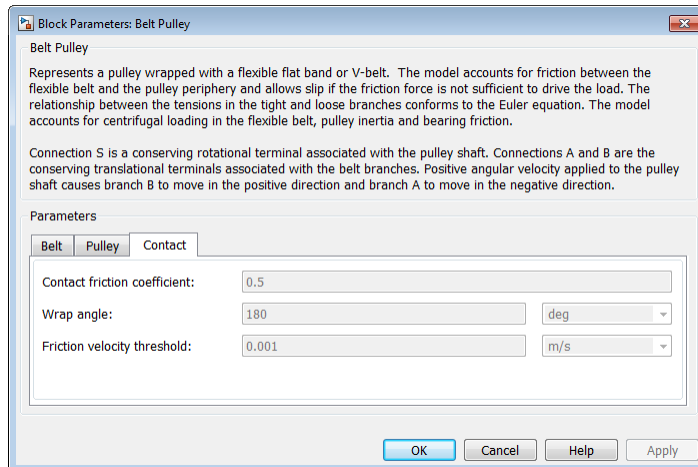 Block Parameters: Belt Pulley
Belt Pulley
Represents a pulley wrapped with a flexible flat band or V-belt.  The model accounts for friction between the
flexible belt and the pulley periphery and allows slip if the friction force is not sufficient to drive the load. The
relationship between the tensions in the tight and loose branches conforms to the Euler equation. The model
accounts for centrifugal loading in the flexible belt, pulley inertia and bearing friction.
Connection S is a conserving rotational terminal associated with the pulley shaft. Connections A and B are the
conserving translational terminals associated with the belt branches. Positive angular velocity applied to the pulley
shaft causes branch B to move in the positive direction and branch A to move in the negative direction.
Parameters
Belt Pulley Contact
Contact friction coefficient: 0.5
Wrap angle: 180 deg
Friction velocity threshold: 0.001 m/s
OK Cancel Help Apply